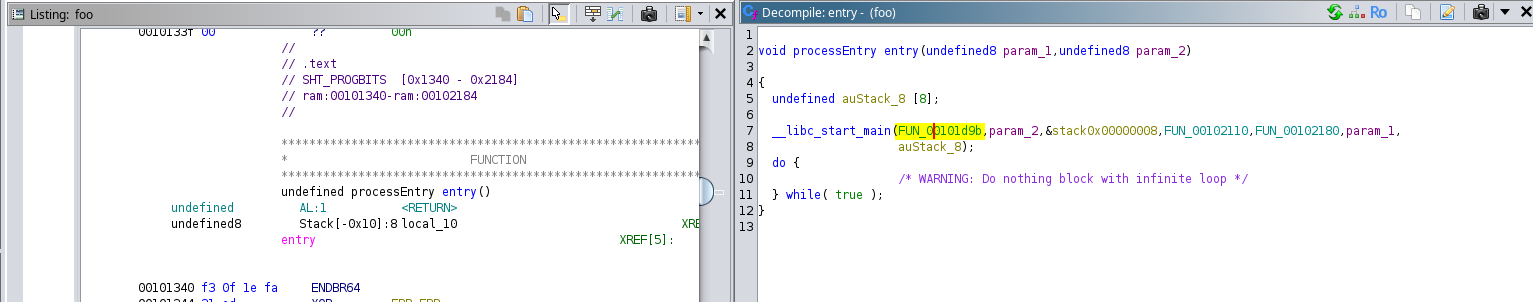 Listing: foo
0010133f 00 ?? 00h
//
// .text
// SHT_PROGBITS [0x1340 - 0x2184]
// ram:00101340-ram:00102184
//
************************************************************
* FUNCTION
************************************************************
undefined processEntry entry()
undefined AL:1 <RETURN>
undefined8 Stack[-0x10]:8 local_10 XRE
entry XREF[5]:
00101340 f3 0f 1e fa ENDBR64
Decompile: entry - (foo)
Ro
1
2 void processEntry entry(undefined8 param_1,undefined8 param_2)
3
4 {
5 undefined auStack_8 [8];
6
7 __libc_start_main(FUN_00101d9b,param_2,&stack0x00000008,FUN_00102110,FUN_00102180,param_1,
8 auStack_8);
9 do {
10 /* WARNING: Do nothing block with infinite loop */
11 } while( true );
12 }
13